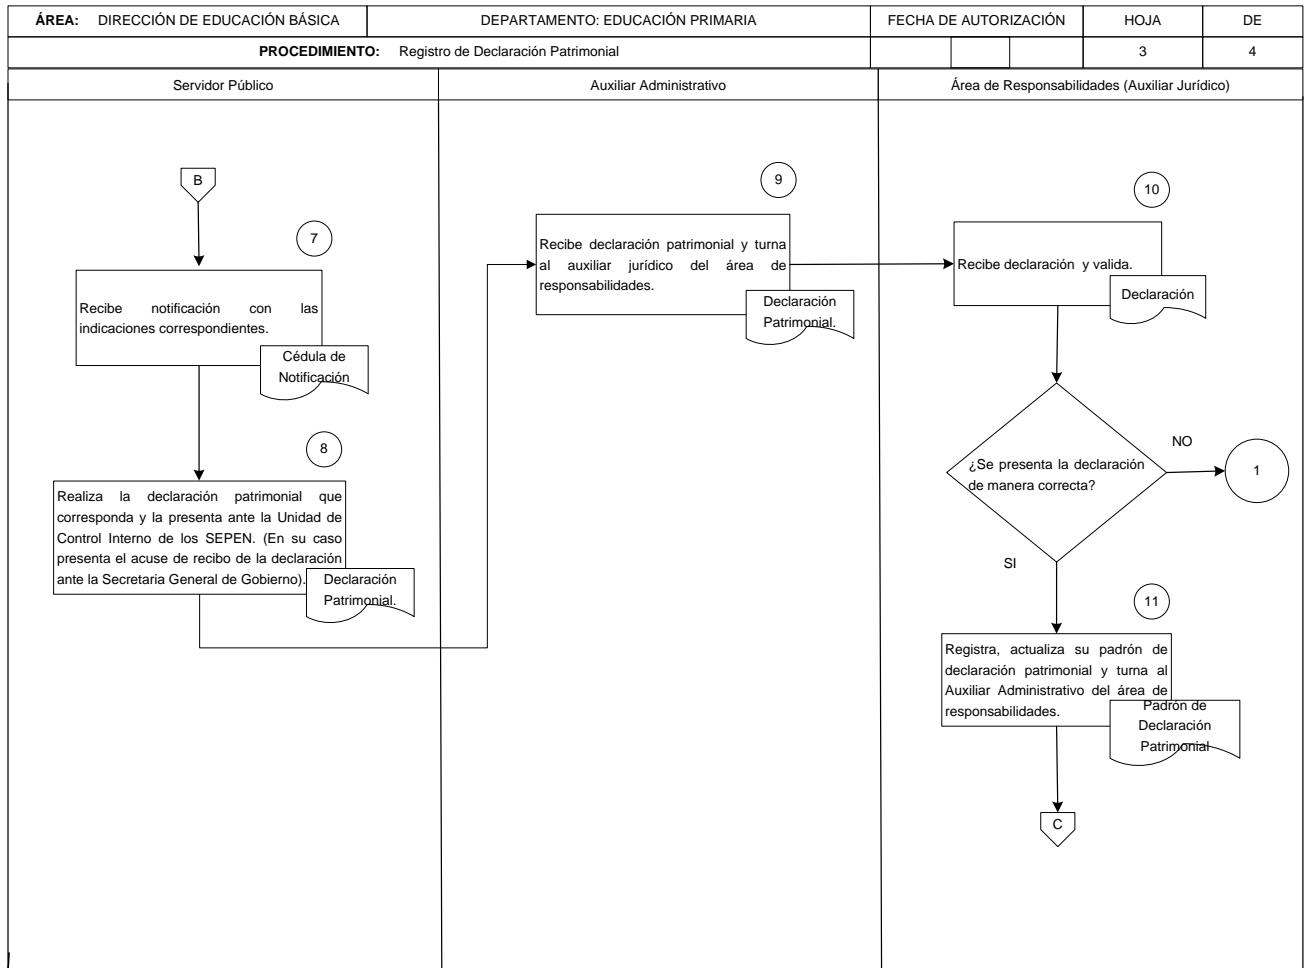 ÁREA: DIRECCIÓN DE EDUCACIÓN BÁSICA
DEPARTAMENTO: EDUCACIÓN PRIMARIA
FECHA DE AUTORIZACIÓN
HOJA
DE
PROCEDIMIENTO: Registro de Declaración Patrimonial
3
4
Servidor Público
Auxiliar Administrativo
Área de Responsabilidades (Auxiliar Jurídico)
B
7
Recibe notificación con las
indicaciones correspondientes.
Cédula de
Notificación
8
Realiza la declaración patrimonial que
corresponda y la presenta ante la Unidad de
Control Interno de los SEPEN. (En su caso
presenta el acuse de recibo de la declaración
ante la Secretaria General de Gobierno).
Declaración
Patrimonial.
9
Recibe declaración patrimonial y turna
al auxiliar jurídico del área de
responsabilidades.
Declaración
Patrimonial.
10
Recibe declaración y valida.
Declaración
¿Se presenta la declaración
de manera correcta?
NO
1
SI
11
Registra, actualiza su padrón de
declaración patrimonial y turna al
Auxiliar Administrativo del área de
responsabilidades.
Padrón de
Declaración
Patrimonial
C